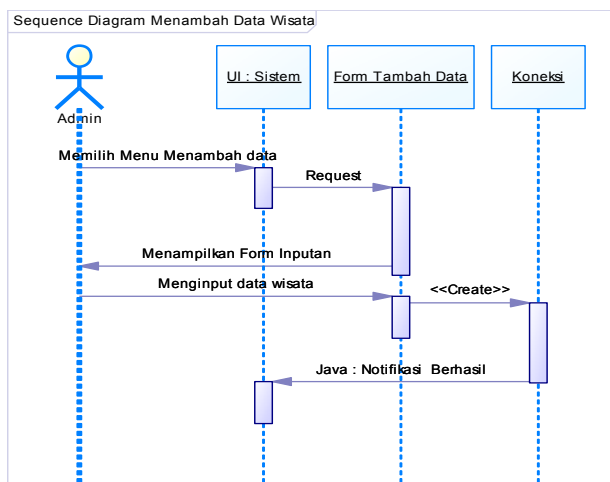 Sequence Diagram Menambah Data Wisata
UI : Sistem
Form Tambah Data
Koneksi
Admin
Memilih Menu Menambah data
Request
Menampilkan Form Inputan
Menginput data wisata
<<Create>>
Java : Notifikasi Berhasil